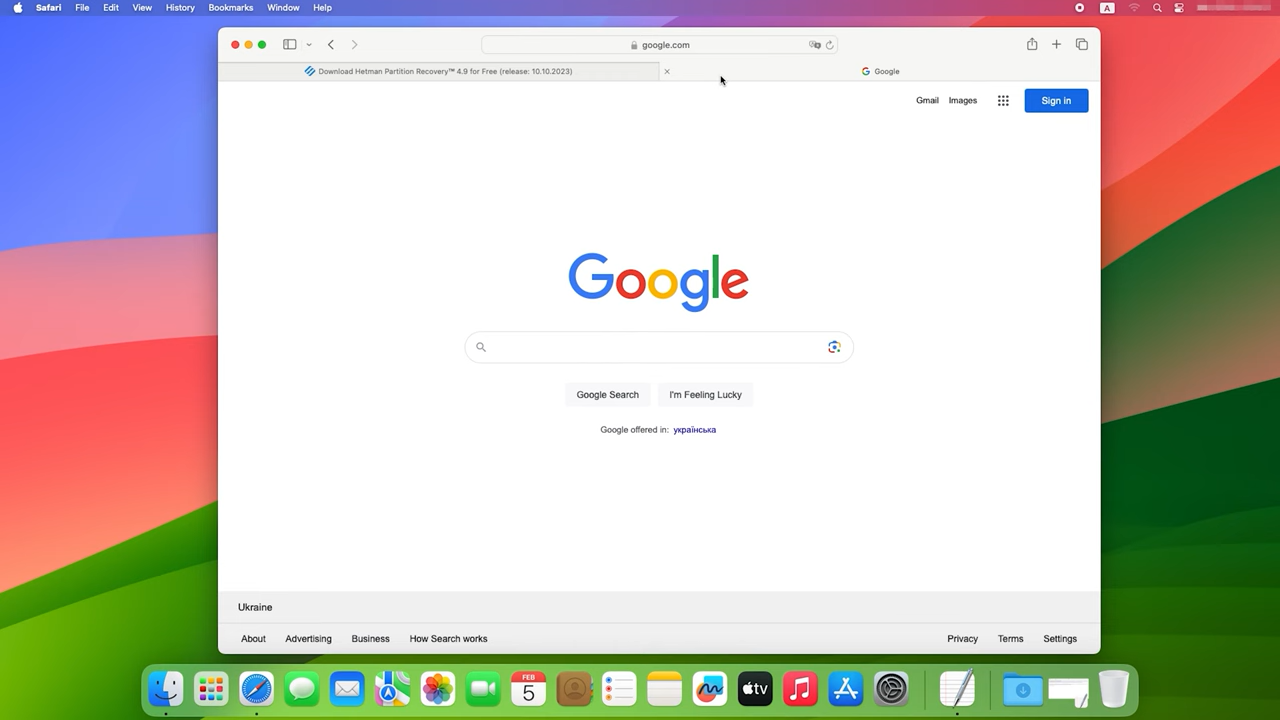 Safari File Edit View History Bookmarks Window Help A
google.com
Download Hetman Partition Recovery™ 4.9 for Free (release: 10.10.2023) Google
Gmail Images Sign in
Google
Google Search I'm Feeling Lucky
Google offered in: українська
Ukraine
About Advertising Business How Search works Privacy Terms Settings
FEB
5
tv